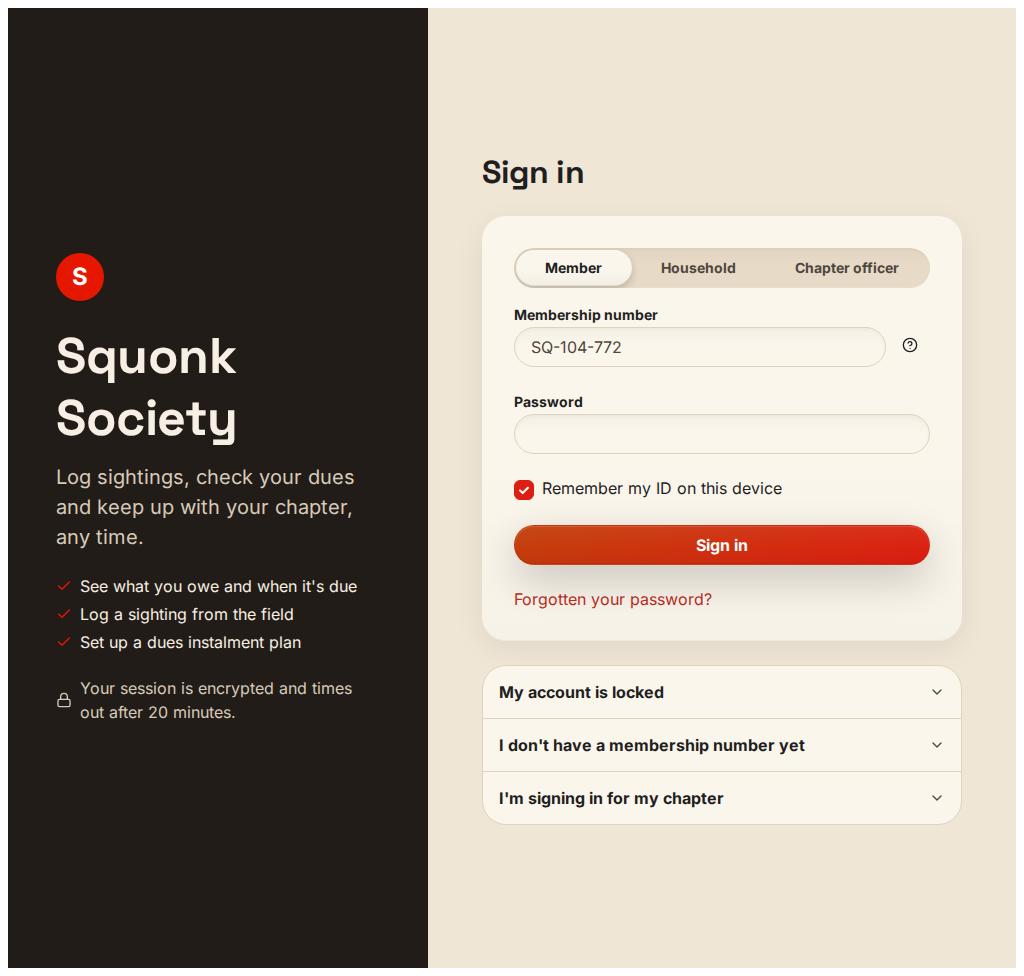 S
Squonk
Society
Log sightings, check your dues
and keep up with your chapter,
any time.
See what you owe and when it's due
Log a sighting from the field
Set up a dues instalment plan
Your session is encrypted and times
out after 20 minutes.
Sign in
Member Household Chapter officer
Membership number
SQ-104-772
Password
Remember my ID on this device
Sign in
Forgotten your password?
My account is locked
I don't have a membership number yet
I'm signing in for my chapter